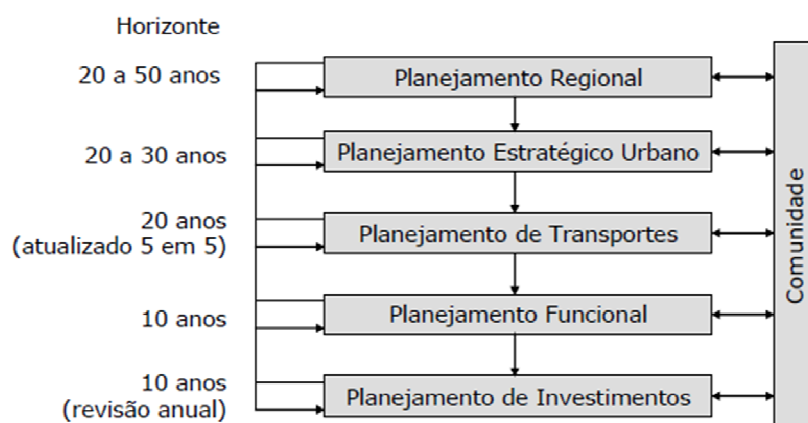 Horizonte
20 a 50 anos
Planejamento Regional
20 a 30 anos
Planejamento Estratégico Urbano
20 anos
(atualizado 5 em 5)
Planejamento de Transportes
10 anos
Planejamento Funcional
10 anos
(revisão anual)
Planejamento de Investimentos
Comunidade